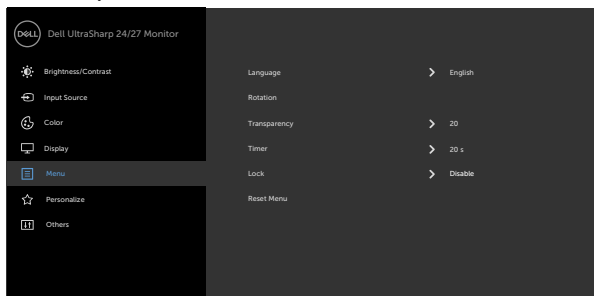 DELL Dell UltraSharp 24/27 Monitor
Brightness/Contrast
Input Source
Color
Display
Menu
Personalize
Others
Language English
Rotation
Transparency 20
Timer 20 s
Lock Disable
Reset Menu